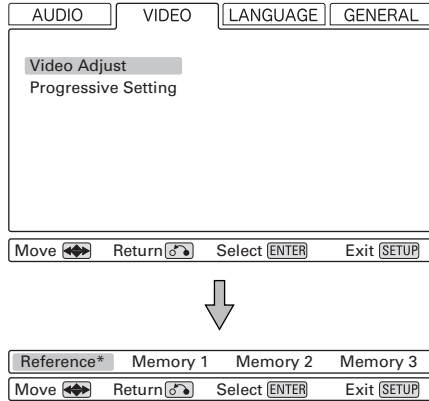 AUDIO VIDEO LANGUAGE GENERAL
Video Adjust
Progressive Setting
Move Return Select ENTER Exit SETUP
Reference* Memory 1 Memory 2 Memory 3
Move Return Select ENTER Exit SETUP